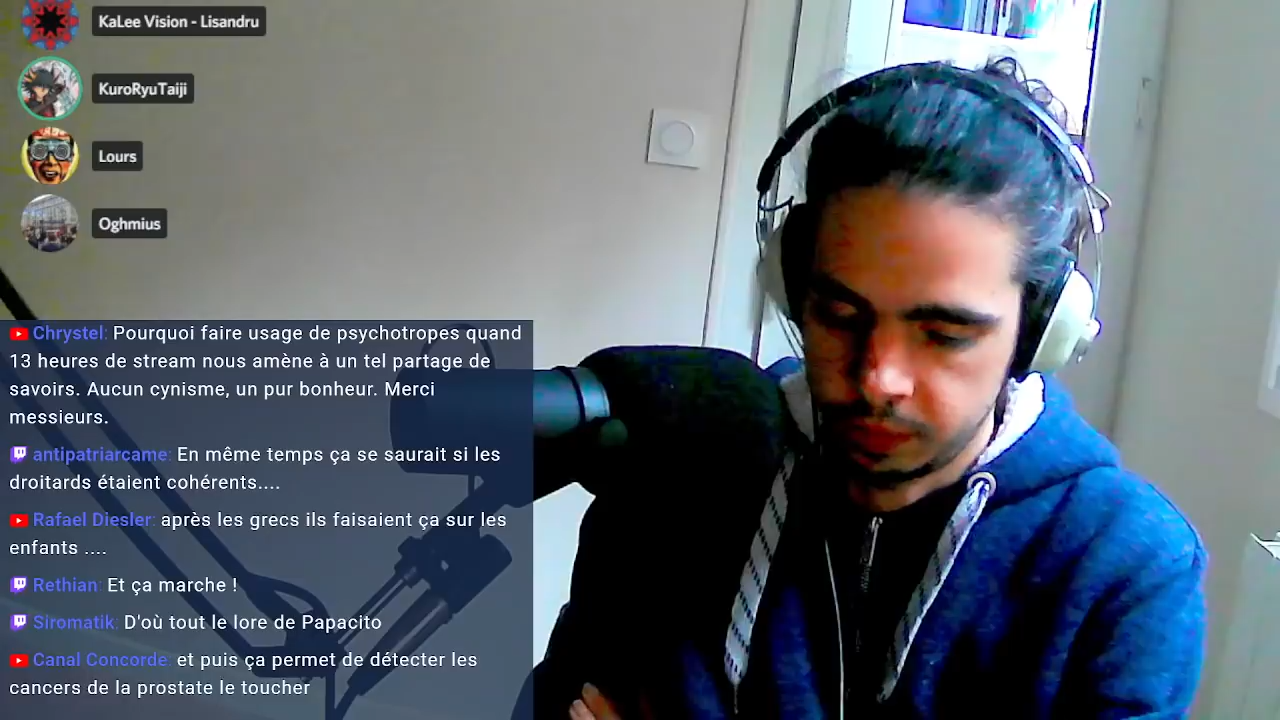 KaLee Vision - Lisandru
KuroRyuTaiji
Lours
Oghmius
Chrystel: Pourquoi faire usage de psychotropes quand
13 heures de stream nous amène à un tel partage de
savoirs. Aucun cynisme, un pur bonheur. Merci
messieurs.
antipatriarcame: En même temps ça se saurait si les
droitards étaient cohérents....
Rafael Diesler: après les grecs ils faisaient ça sur les
enfants ....
Rethian: Et ça marche !
Siromatik: D'où tout le lore de Papacito
Canal Concorde: et puis ça permet de détecter les
cancers de la prostate le toucher